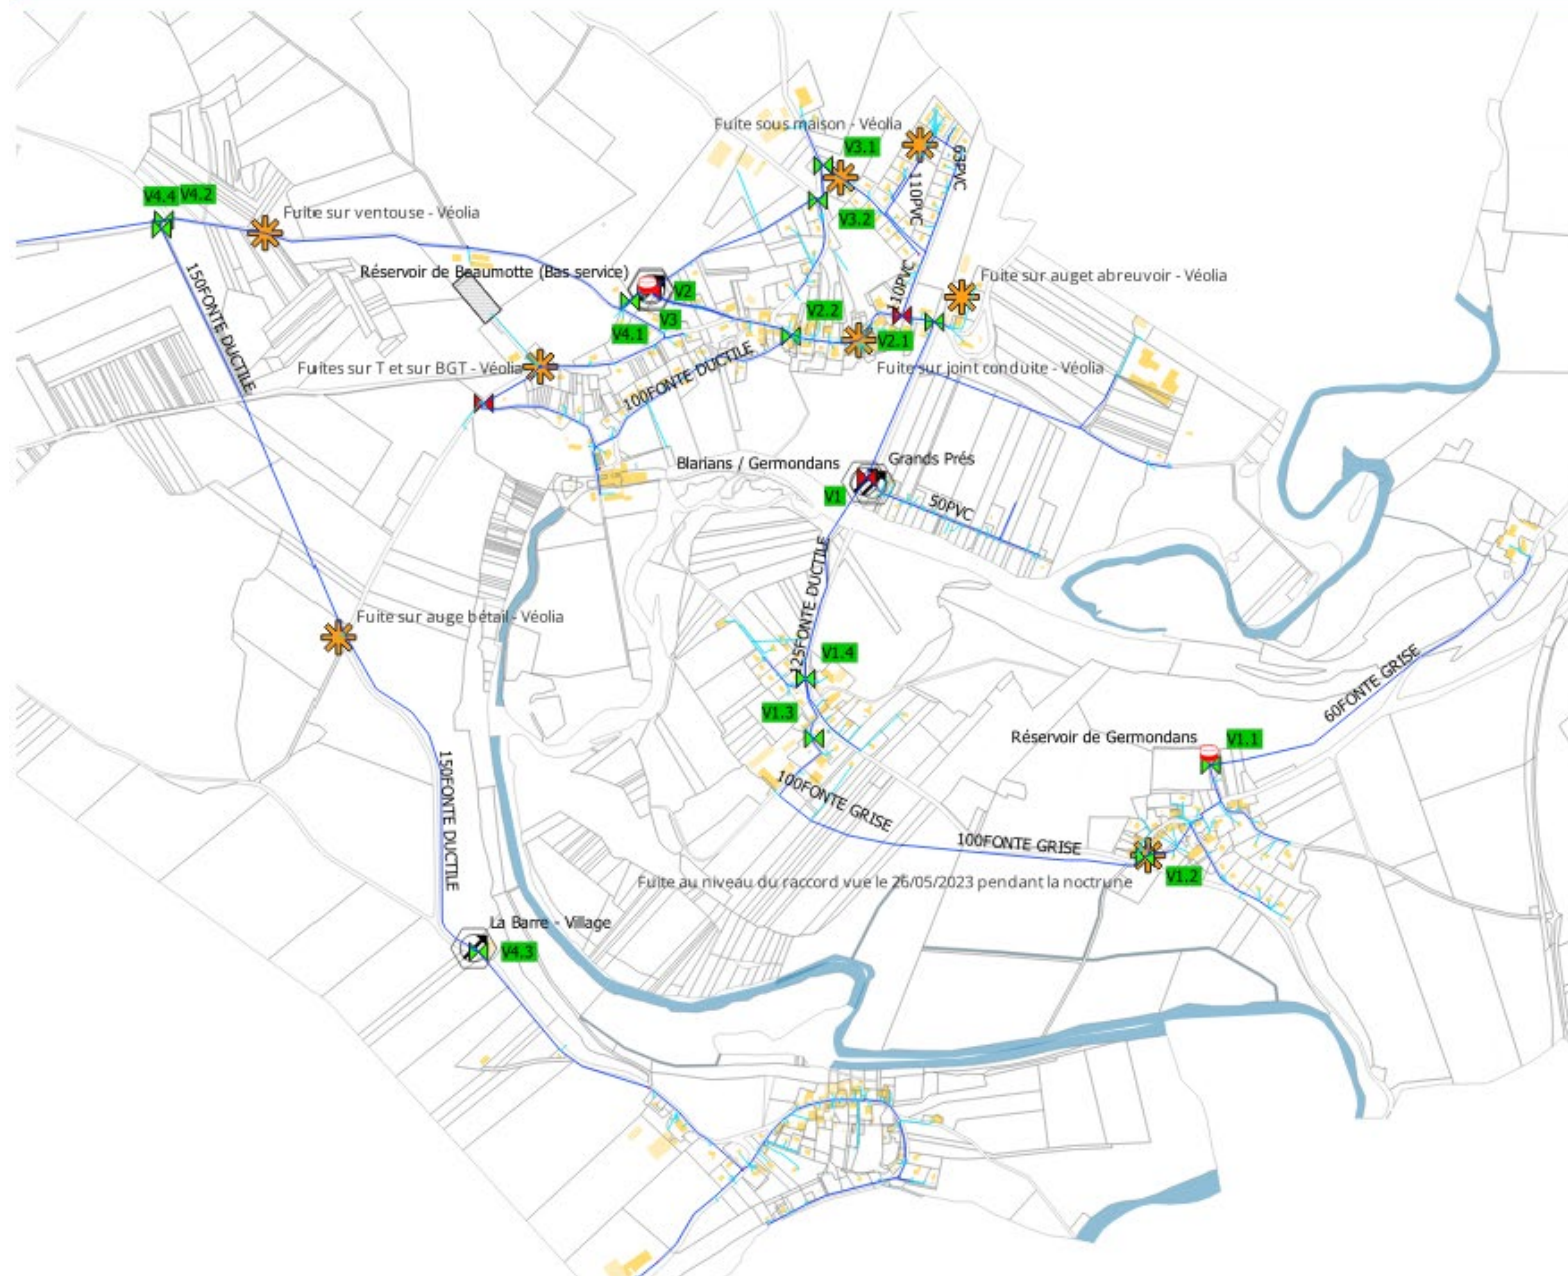 Fuite sous maison - Véolia
V3.1
63PVC
110PVC
V4.4
V4.2
Fuite sur ventouse - Véolia
V3.2
Réservoir de Beaumotte (Bas service)
V2
110PVC
Fuite sur auget abreuvoir - Véolia
150FONTE DUCTILE
V3
V2.2
V4.1
V2.1
Fuites sur T et sur BGT - Véolia
100FONTE DUCTILE
Fuite sur joint conduite - Véolia
Blarians / Germondans
Grands Prés
V1
50PVC
125FONTE DUCTILE
Fuite sur auge bétail - Véolia
V1.4
V1.3
60FONTE GRISE
Réservoir de Germondans
V1.1
150FONTE DUCTILE
100FONTE GRISE
100FONTE GRISE
Fuite au niveau du raccord vue le 26/05/2023 pendant la noctrune
V1.2
La Barre - Village
V4.3